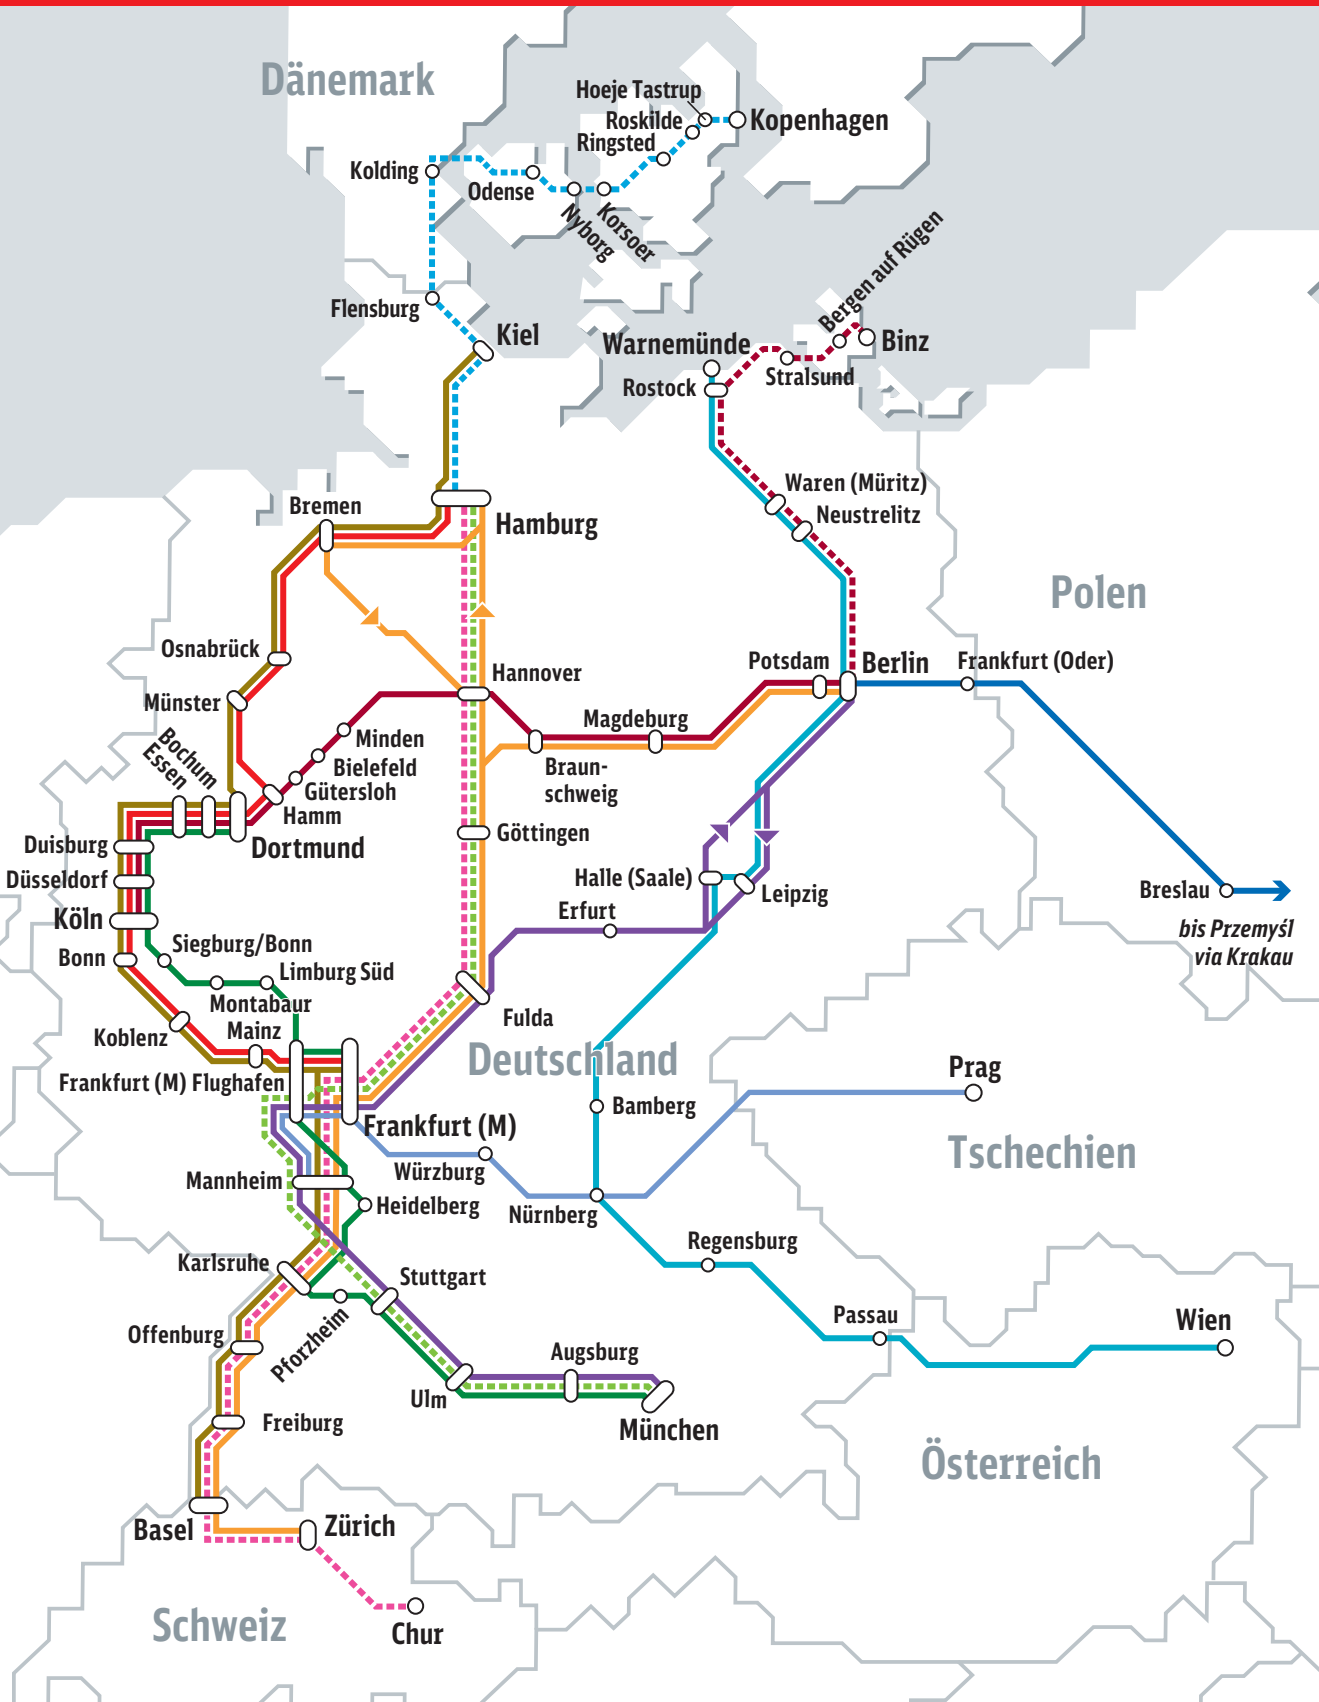 Dänemark
Hoeje Tastrup
Roskilde
Kopenhagen
Ringsted
Kolding
Odense
Nyborg
Korsoer
Bergen auf Rügen
Flensburg
Kiel
Warnemünde
Binz
Rostock
Stralsund
Waren (Müritz)
Bremen
Neustrelitz
Hamburg
Polen
Osnabrück
Potsdam
Berlin
Frankfurt (Oder)
Hannover
Münster
Magdeburg
Bochum
Essen
Minden
Bielefeld
Gütersloh
Braun-
schweig
Hamm
Göttingen
Duisburg
Dortmund
Düsseldorf
Halle (Saale)
Leipzig
Breslau
Köln
Erfurt
bis Przemyśl
via Krakau
Siegburg/Bonn
Bonn
Limburg Süd
Montabaur
Fulda
Koblenz
Mainz
Deutschland
Prag
Frankfurt (M) Flughafen
Bamberg
Frankfurt (M)
Tschechien
Würzburg
Mannheim
Heidelberg
Nürnberg
Regensburg
Karlsruhe
Stuttgart
Passau
Wien
Offenburg
Pforzheim
Augsburg
Ulm
Freiburg
München
Österreich
Basel
Zürich
Schweiz
Chur